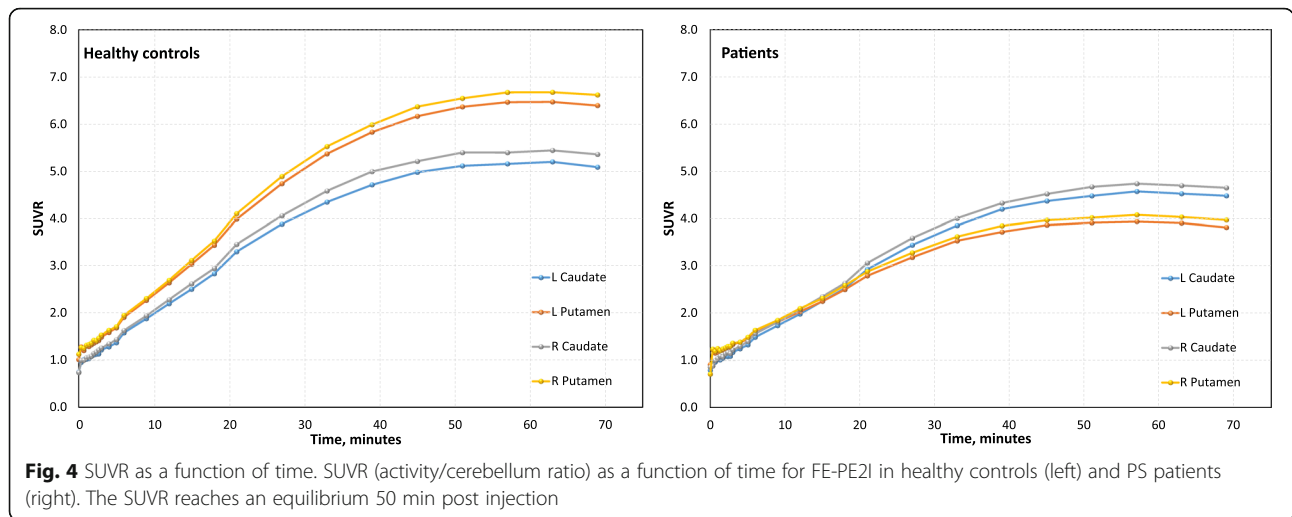 Healthy controls
8.0
7.0
6.0
5.0
4.0
3.0
2.0
1.0
0.0
SUVR
0 10 20 30 40 50 60 70
Time, minutes
L Caudate
L Putamen
R Caudate
R Putamen
Patients
8.0
7.0
6.0
5.0
4.0
3.0
2.0
1.0
0.0
SUVR
0 10 20 30 40 50 60 70
Time, minutes
L Caudate
L Putamen
R Caudate
R Putamen
Fig. 4 SUVR as a function of time. SUVR (activity/cerebellum ratio) as a function of time for FE-PE2I in healthy controls (left) and PS patients
(right). The SUVR reaches an equilibrium 50 min post injection